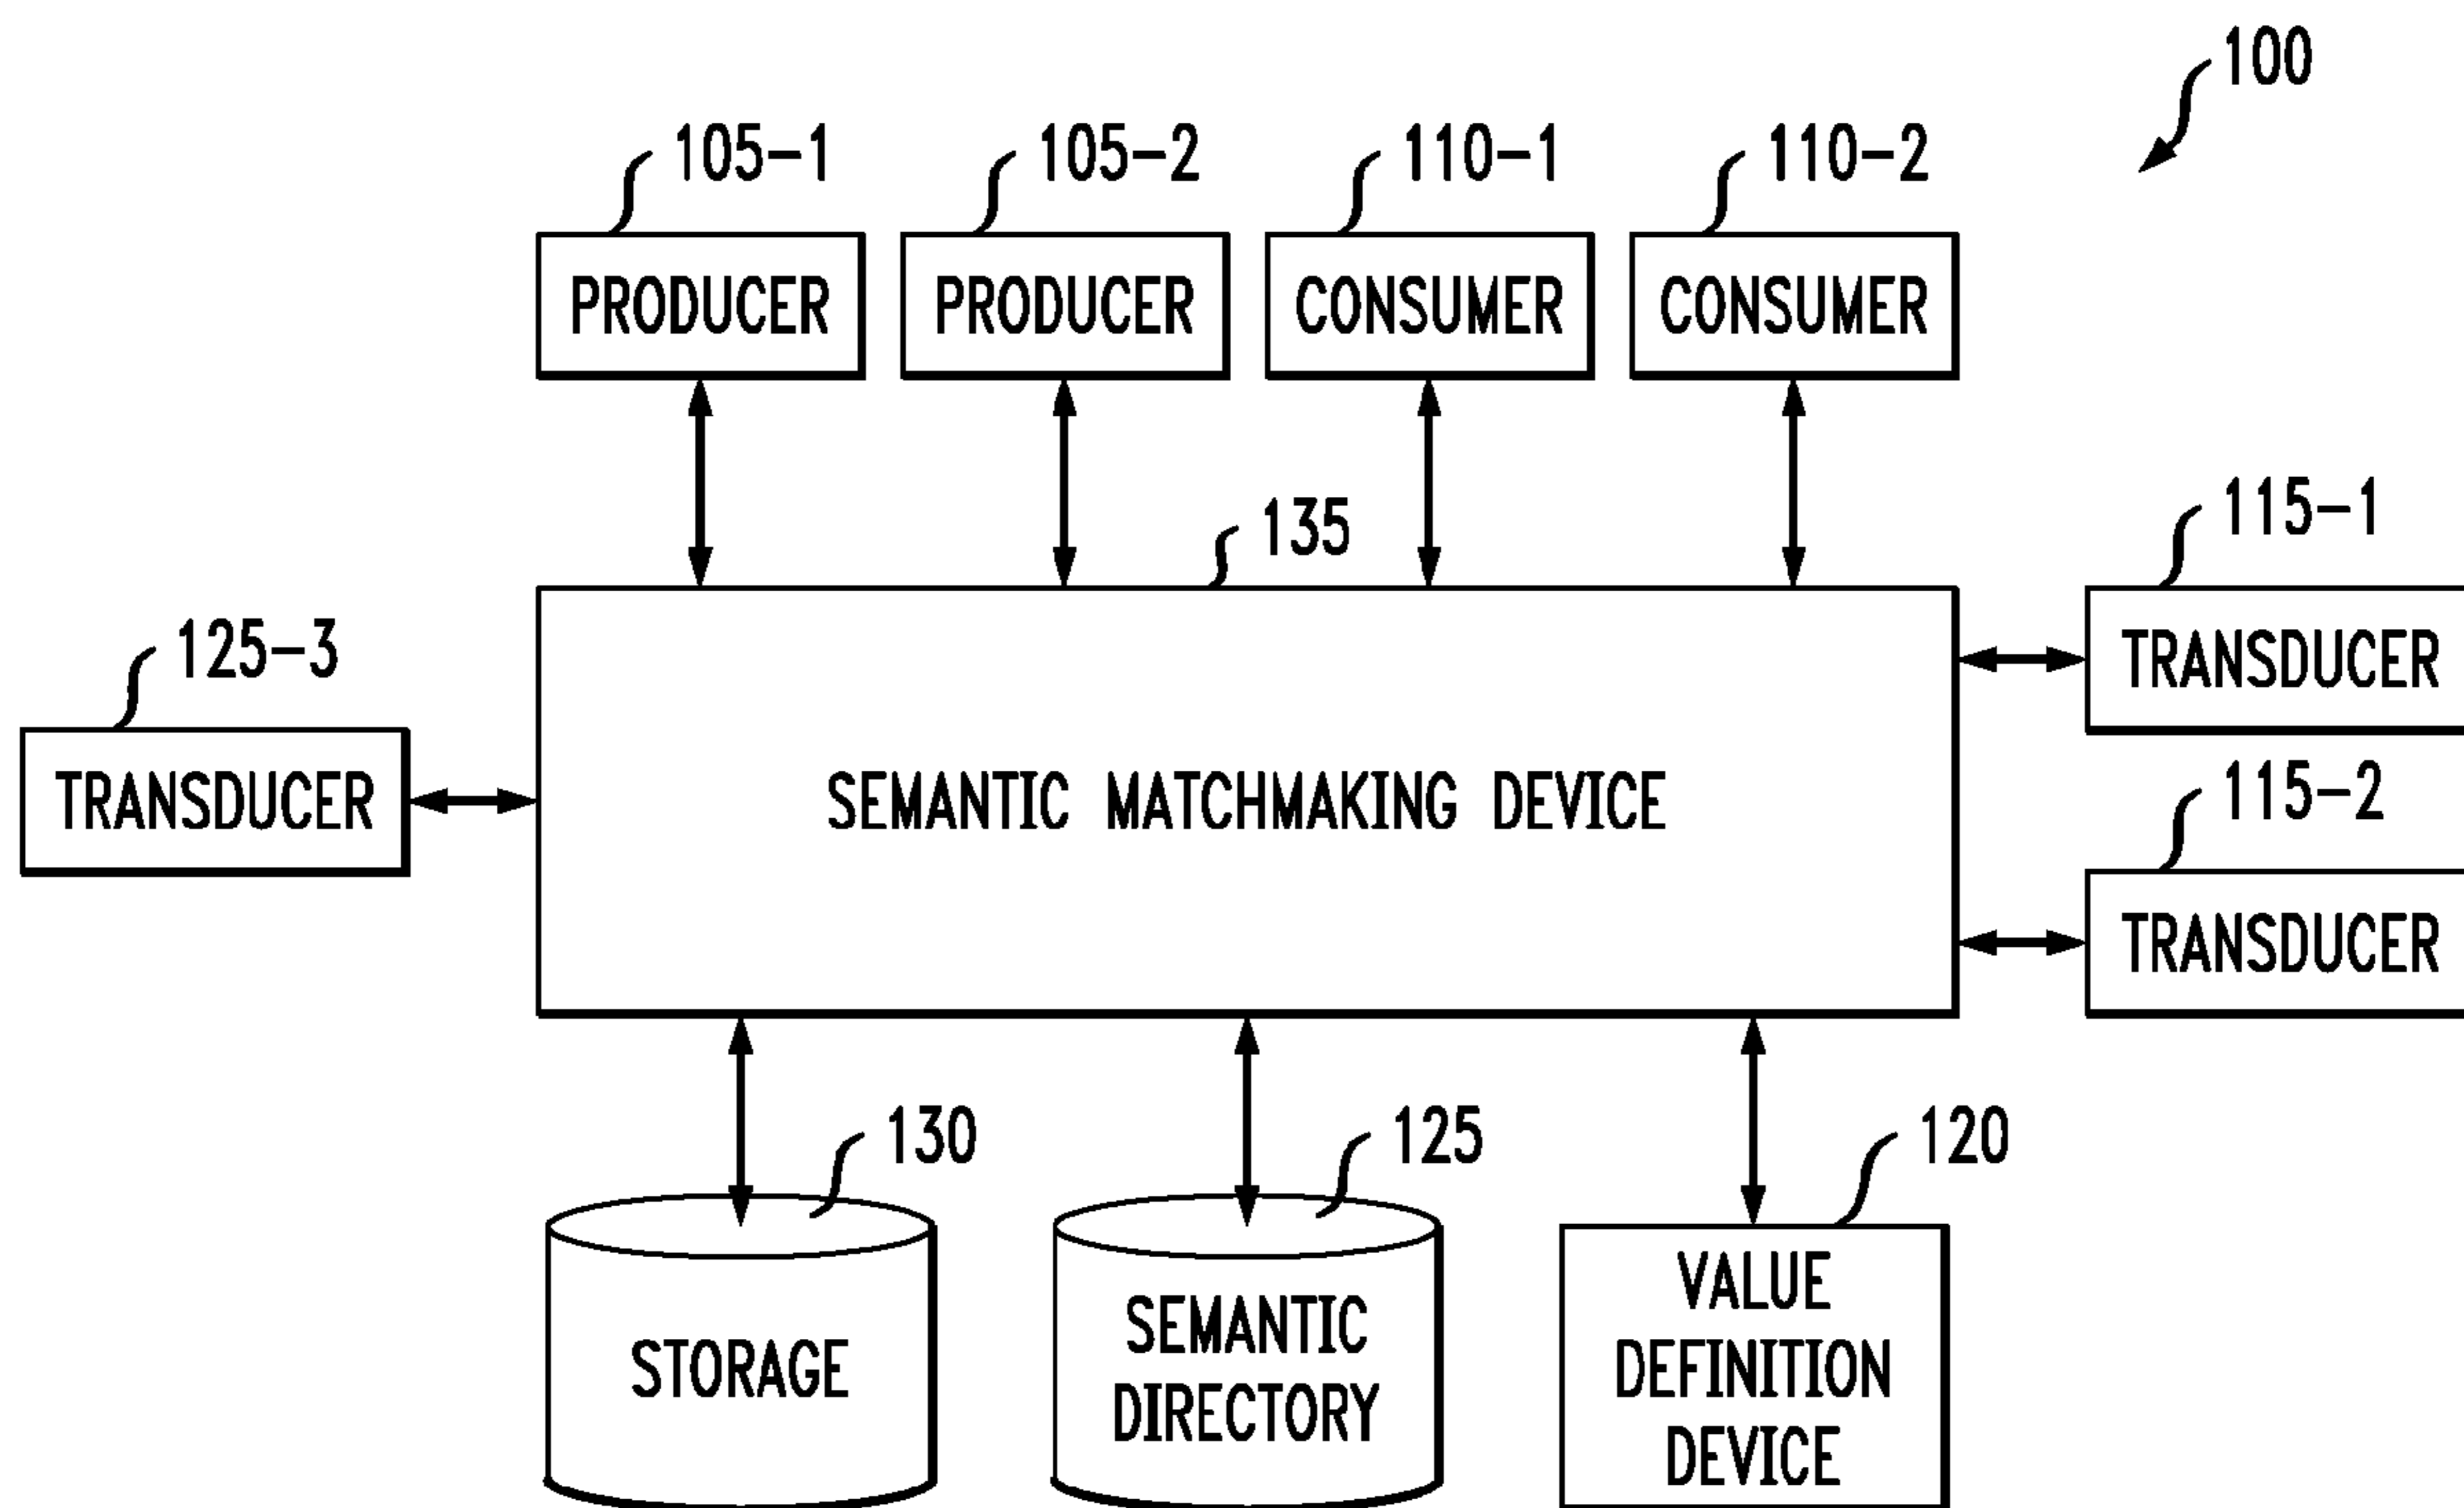 100
105-1
105-2
110-1
110-2
PRODUCER
PRODUCER
CONSUMER
CONSUMER
135
115-1
125-3
TRANSDUCER
TRANSDUCER
SEMANTIC MATCHMAKING DEVICE
115-2
TRANSDUCER
130
125
120
STORAGE
SEMANTIC
DIRECTORY
VALUE
DEFINITION
DEVICE